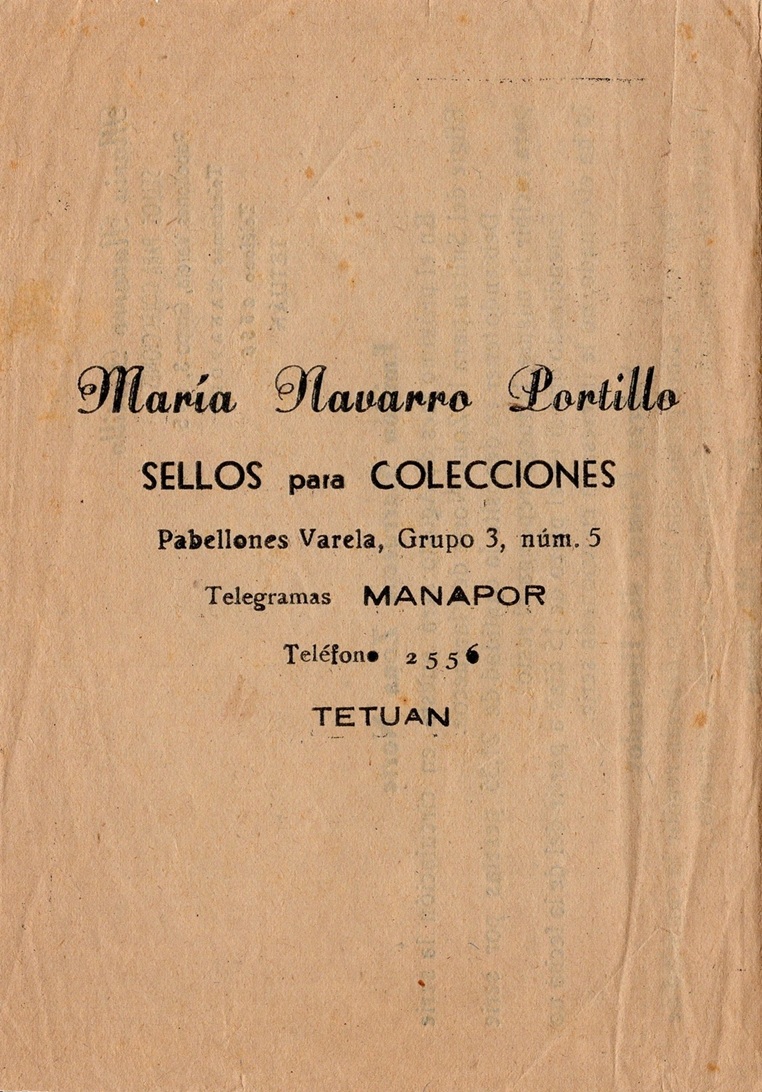 María Navarro Portillo
SELLOS para COLECCIONES
Pabellones Varela, Grupo 3, núm. 5
Telegramas MANAPOR
Teléfono 2556
TETUAN